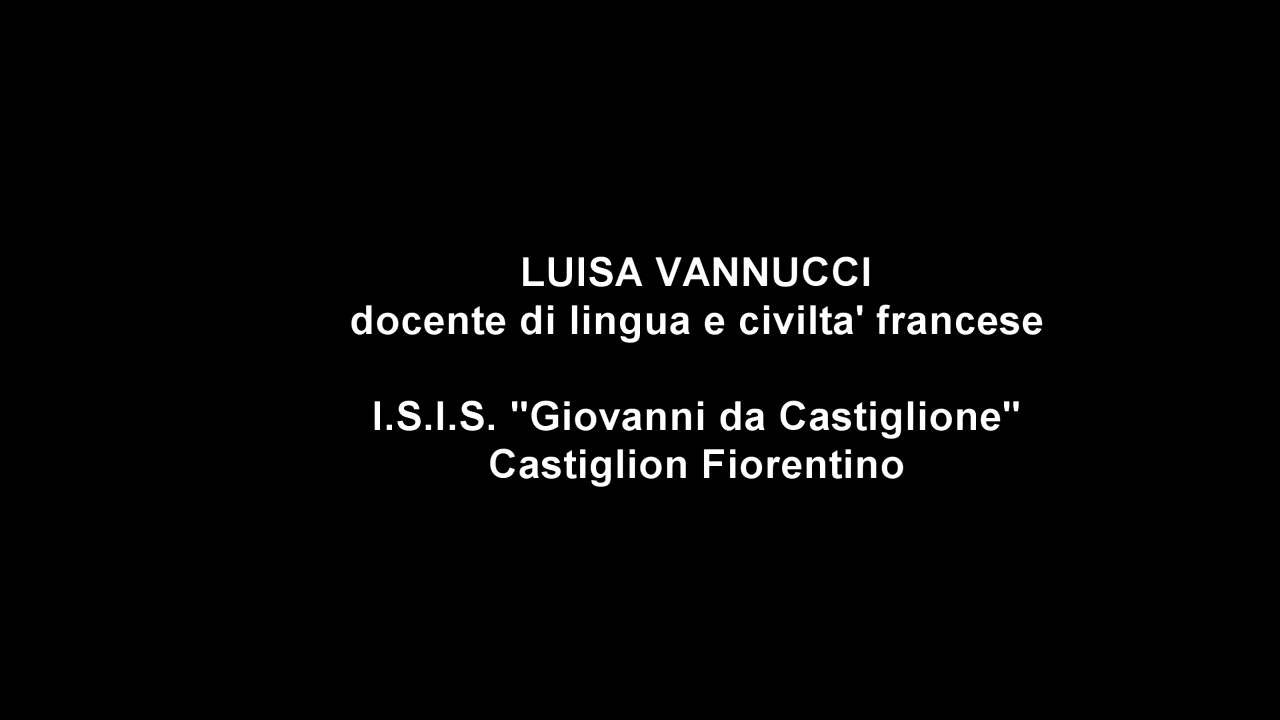 LUISA VANNUCCI
docente di lingua e civilta' francese
I.S.I.S. "Giovanni da Castiglione"
Castiglion Fiorentino